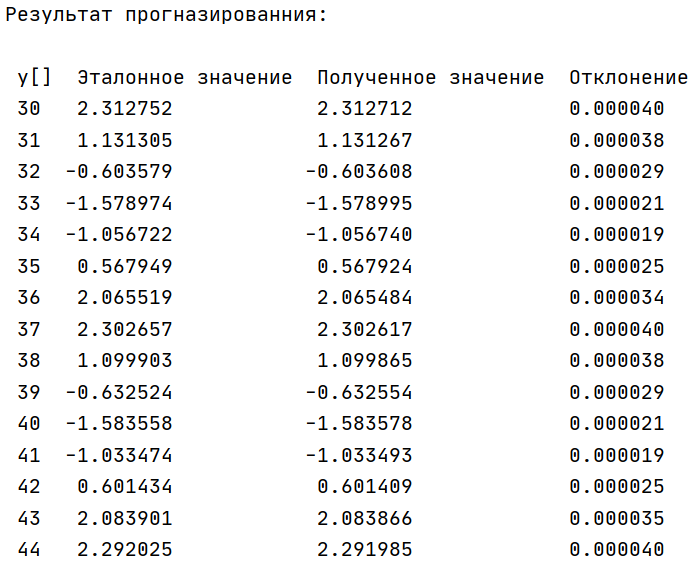 Результат прогназированния:
y[] Эталонное значение Полученное значение Отклонение
30 2.312752 2.312712 0.000040
31 1.131305 1.131267 0.000038
32 -0.603579 -0.603608 0.000029
33 -1.578974 -1.578995 0.000021
34 -1.056722 -1.056740 0.000019
35 0.567949 0.567924 0.000025
36 2.065519 2.065484 0.000034
37 2.302657 2.302617 0.000040
38 1.099903 1.099865 0.000038
39 -0.632524 -0.632554 0.000029
40 -1.583558 -1.583578 0.000021
41 -1.033474 -1.033493 0.000019
42 0.601434 0.601409 0.000025
43 2.083901 2.083866 0.000035
44 2.292025 2.291985 0.000040